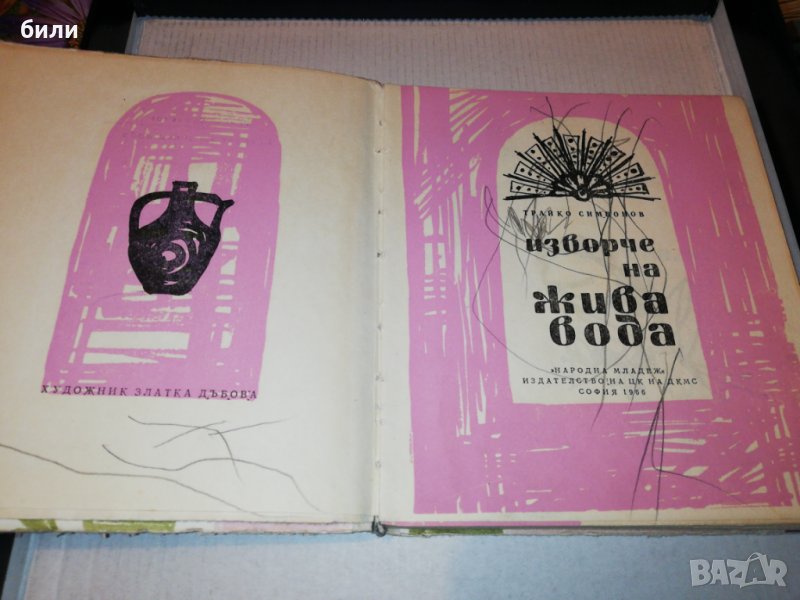 били
ХУДОЖНИК ЗЛАТКА ДЪБОВА
ТРАЙКО СИМЕОНОВ
изворче
на
жива
вода
»НАРОДНА МЛАДЕЖ«
ИЗДАТЕЛСТВО НА ЦК НА ДКМС
СОФИЯ 1966
BAZAR